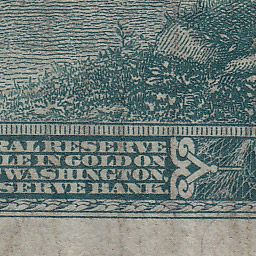 RAL RESERVE
LE IN GOLD ON
WASHINGTON,
SERVE BANK.